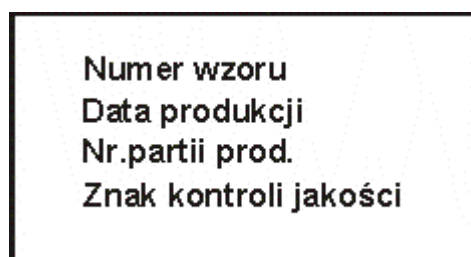 Numer wzoru
Data produkcji
Nr.partii prod.
Znak kontroli jakości